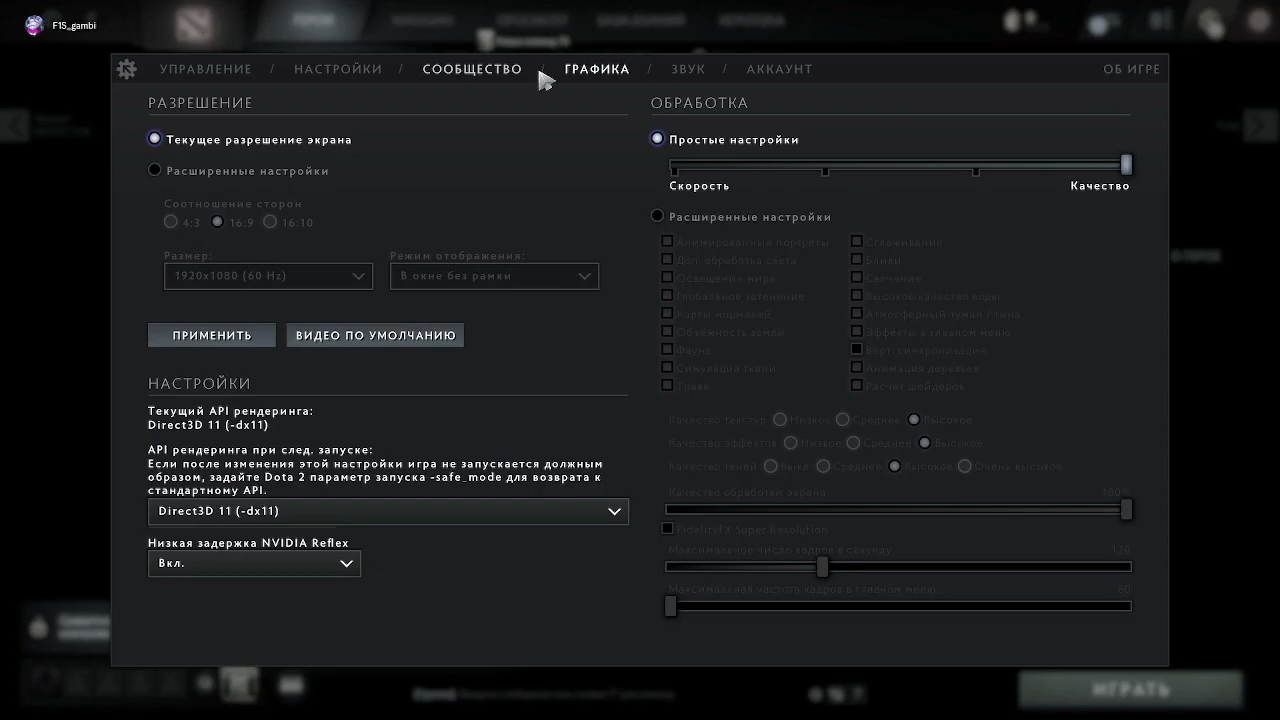 F1S_gambi
УПРАВЛЕНИЕ / НАСТРОЙКИ / СООБЩЕСТВО / ГРАФИКА / ЗВУК / АККАУНТ
ОБ ИГРЕ
РАЗРЕШЕНИЕ
Текущее разрешение экрана
Расширенные настройки
Соотношение сторон
4:3 16:9 16:10
Размер: Режим отображения:
1920x1080 (60 Hz) В окне без рамки
ПРИМЕНИТЬ ВИДЕО ПО УМОЛЧАНИЮ
НАСТРОЙКИ
Текущий API рендеринга:
Direct3D 11 (-dx11)
API рендеринга при след. запуске:
Если после изменения этой настройки игра не запускается должным
образом, задайте Dota 2 параметр запуска -safe_mode для возврата к
стандартному API.
Direct3D 11 (-dx11)
Низкая задержка NVIDIA Reflex
Вкл.
ОБРАБОТКА
Простые настройки
Скорость Качество
Расширенные настройки
Анимированные портреты Сглаживание
Доп. обработка света Блики
Освещение мира Свечение
Глобальное затенение Высокое качество воды
Карты нормалей Атмосферный туман / тьма
Объёмность земли Эффекты в главном меню
Фауна Верт. синхронизация
Симуляция ткани Анимация деревьев
Трава Расчёт шейдеров
Качество текстур Низкое Среднее Высокое
Качество эффектов Низкое Среднее Высокое
Качество теней Выкл. Среднее Высокое Очень высокое
Качество обработки экрана 100%
FidelityFX Super Resolution
Максимальное число кадров в секунду 120
Максимальная частота кадров в главном меню... 60
ИГРАТЬ